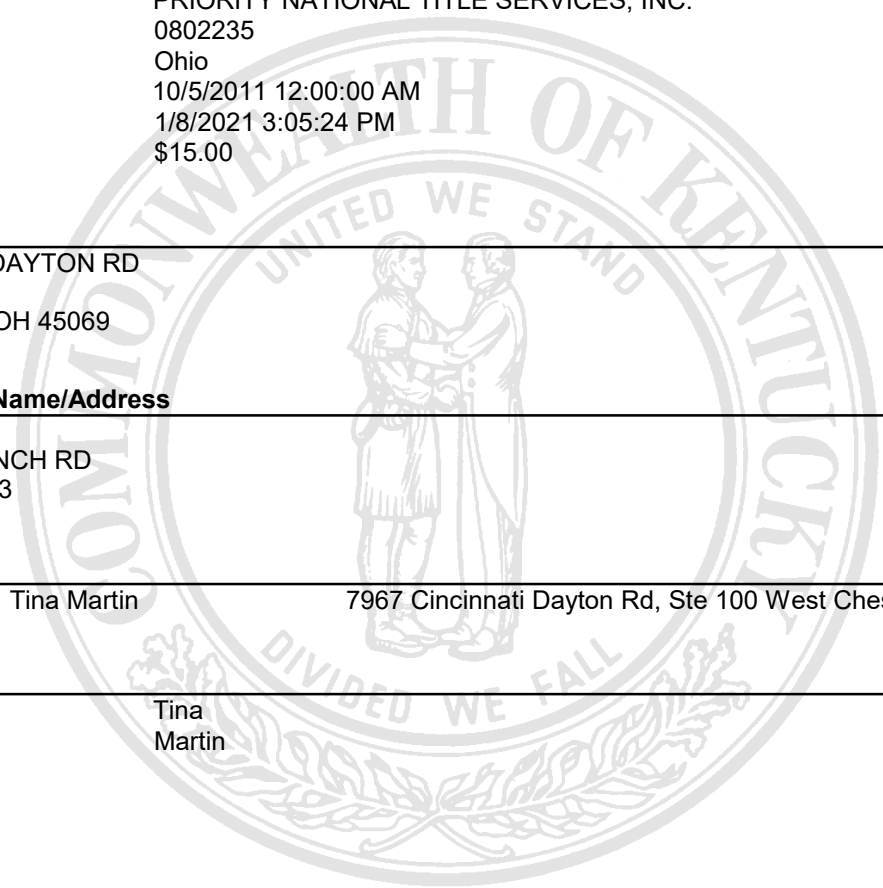 PRIORITY NATIONAL TITLE SERVICES, INC.
0802235
Ohio
10/5/2011 12:00:00 AM
1/8/2021 3:05:24 PM
$15.00
COMMONWEALTH OF KENTUCKY
UNITED WE STAND
DAYTON RD
OH 45069
Name/Address
NCH RD
3
Tina Martin 7967 Cincinnati Dayton Rd, Ste 100 West Ches
DIVIDED WE FALL
Tina
Martin